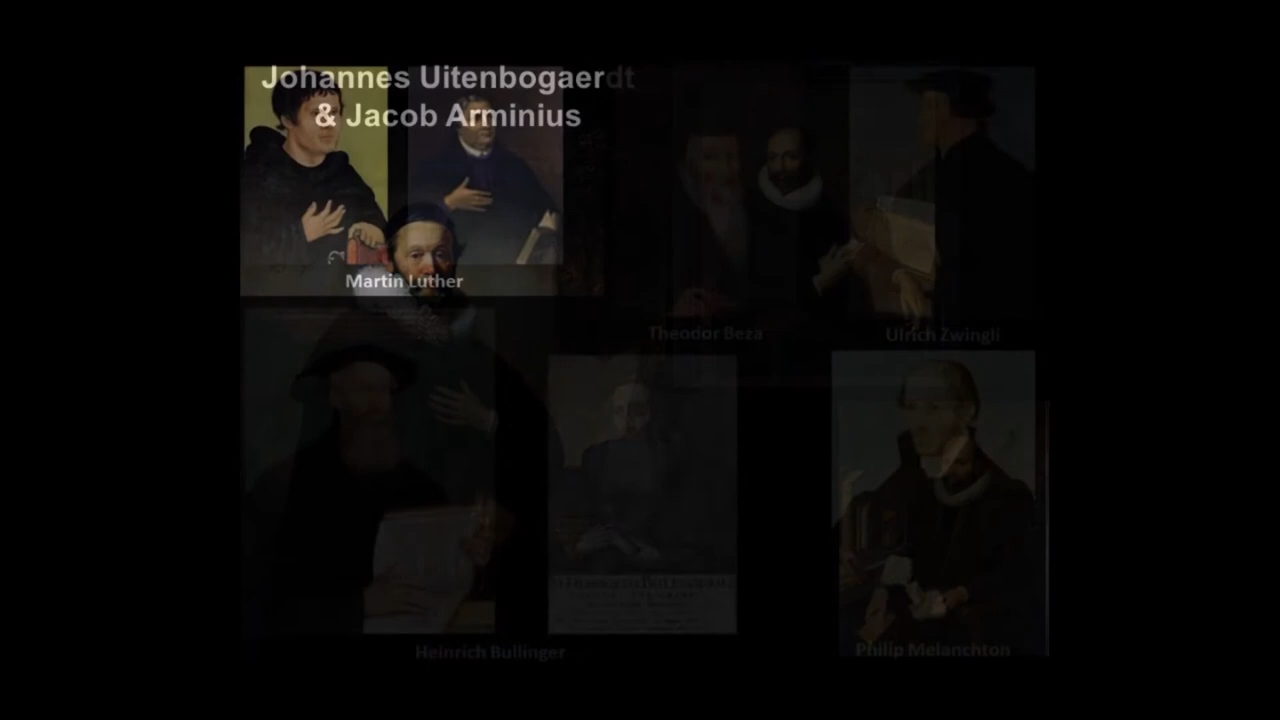 Johannes Uitenbogaerdt
& Jacob Arminius
Martin Luther
Theodor Beza
Ulrich Zwingli
Heinrich Bullinger
Philip Melanchton